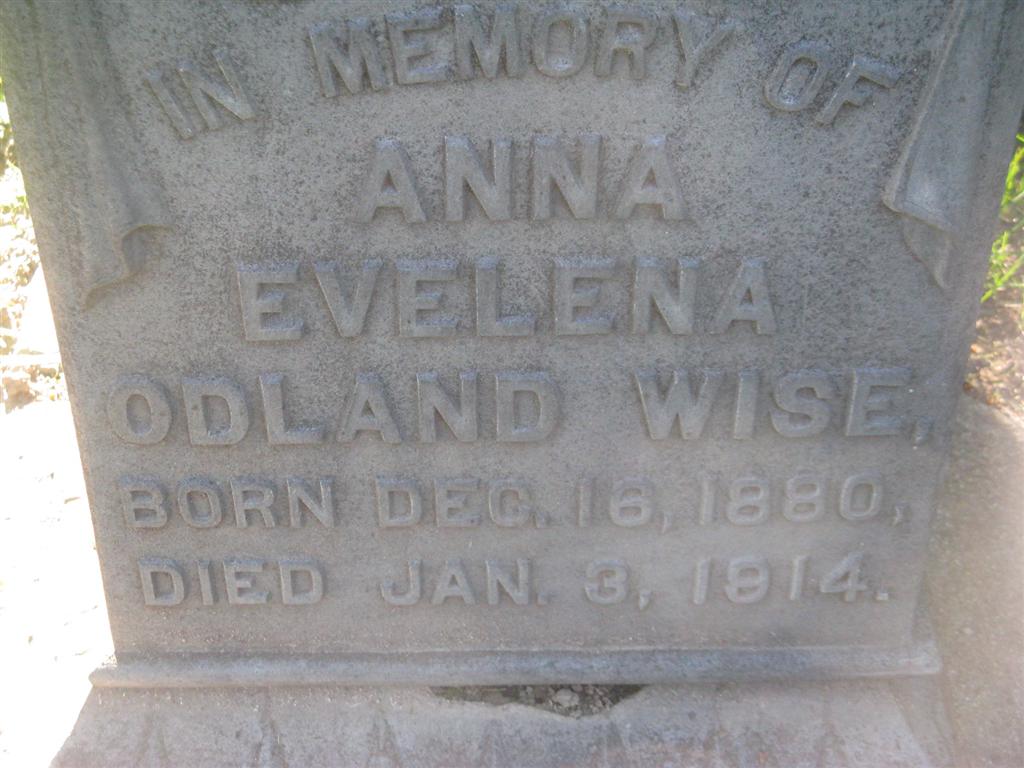 IN MEMORY OF
ANNA
EVELENA
ODLAND WISE,
BORN DEC. 16, 1880,
DIED JAN. 3, 1914.